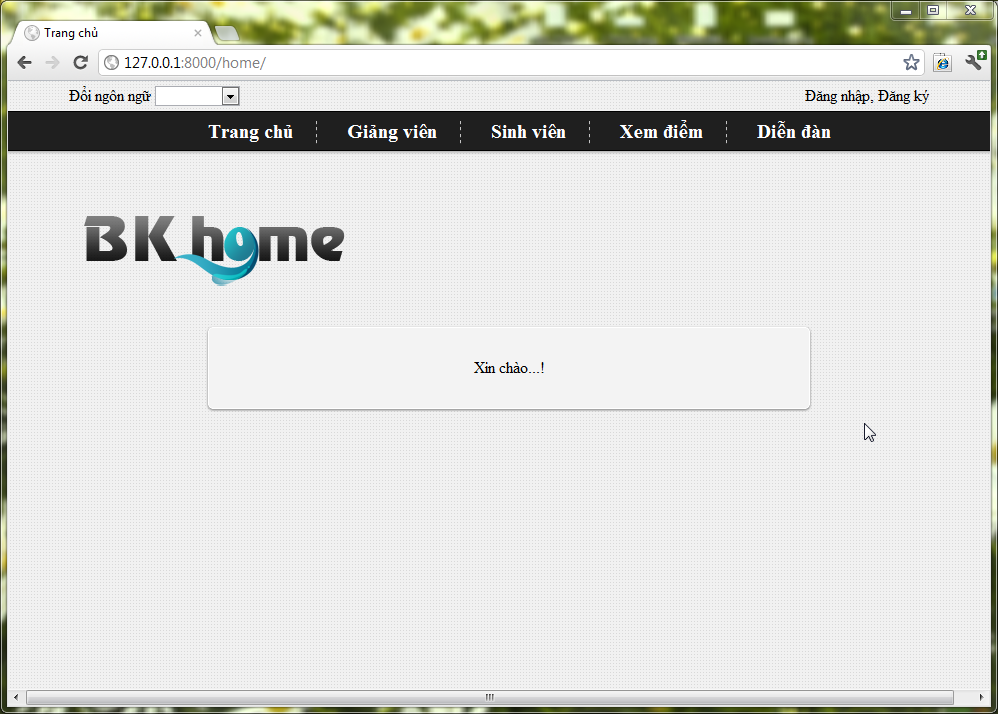 Trang chủ
127.0.0.1:8000/home/
Đổi ngôn ngữ
Đăng nhập, Đăng ký
Trang chủ Giảng viên Sinh viên Xem điểm Diễn đàn
BK home
Xin chào...!